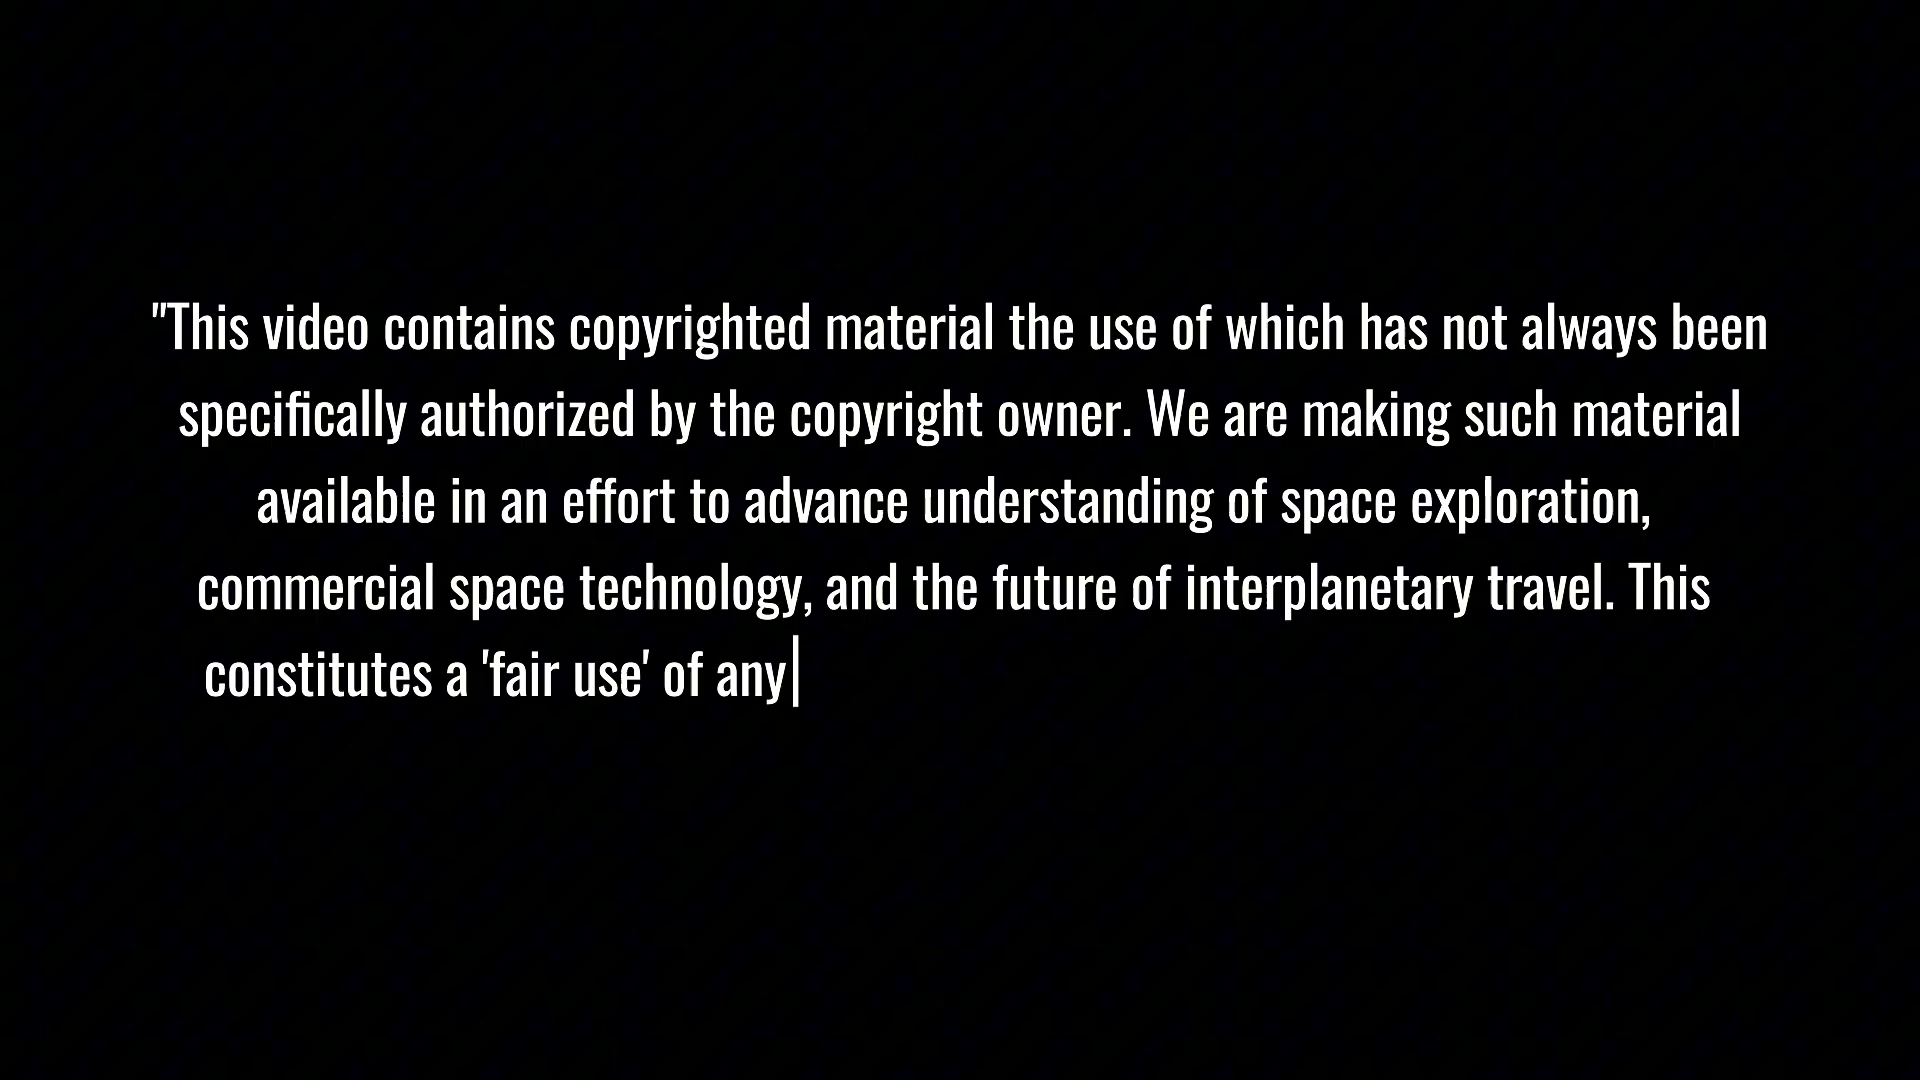 "This video contains copyrighted material the use of which has not always been
specifically authorized by the copyright owner. We are making such material
available in an effort to advance understanding of space exploration,
commercial space technology, and the future of interplanetary travel. This
constitutes a 'fair use' of any